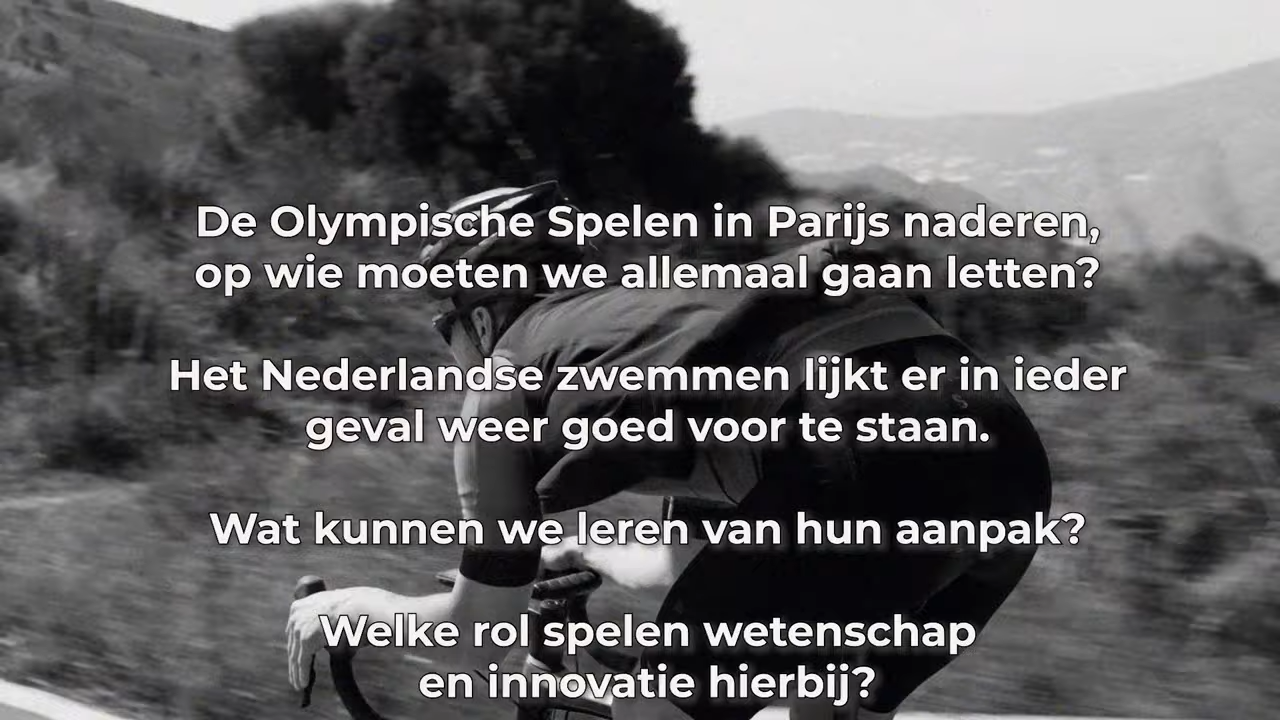 De Olympische Spelen in Parijs naderen,
op wie moeten we allemaal gaan letten?
Het Nederlandse zwemmen lijkt er in ieder
geval weer goed voor te staan.
Wat kunnen we leren van hun aanpak?
Welke rol spelen wetenschap
en innovatie hierbij?